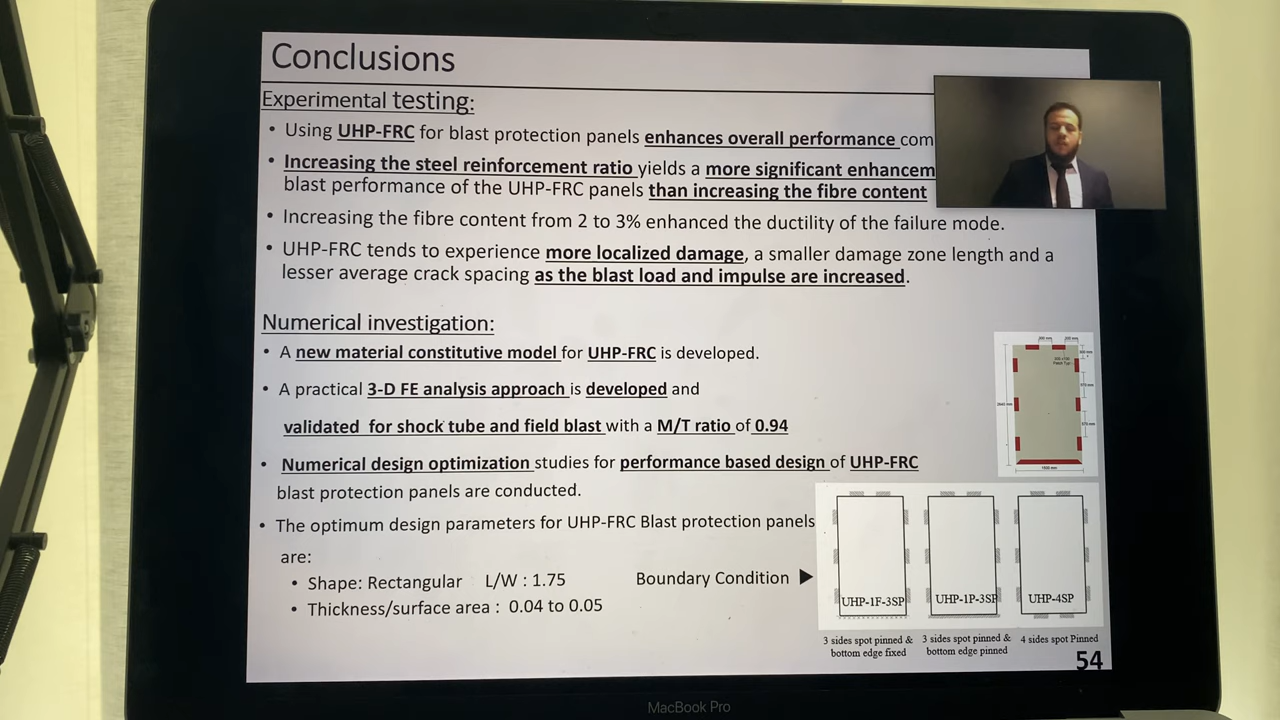 Conclusions
Experimental testing:
• Using UHP-FRC for blast protection panels enhances overall performance com
• Increasing the steel reinforcement ratio yields a more significant enhancem
blast performance of the UHP-FRC panels than increasing the fibre content
• Increasing the fibre content from 2 to 3% enhanced the ductility of the failure mode.
• UHP-FRC tends to experience more localized damage, a smaller damage zone length and a
lesser average crack spacing as the blast load and impulse are increased.
Numerical investigation:
• A new material constitutive model for UHP-FRC is developed.
• A practical 3-D FE analysis approach is developed and
validated for shock tube and field blast with a M/T ratio of 0.94
• Numerical design optimization studies for performance based design of UHP-FRC
blast protection panels are conducted.
• The optimum design parameters for UHP-FRC Blast protection panels
are:
• Shape: Rectangular L/W : 1.75
• Thickness/surface area : 0.04 to 0.05
Boundary Condition
UHP-1F-3SP
UHP-1P-3SP
UHP-4SP
3 sides spot pinned &
bottom edge fixed
3 sides spot pinned &
bottom edge pinned
4 sides spot Pinned
54
MacBook Pro